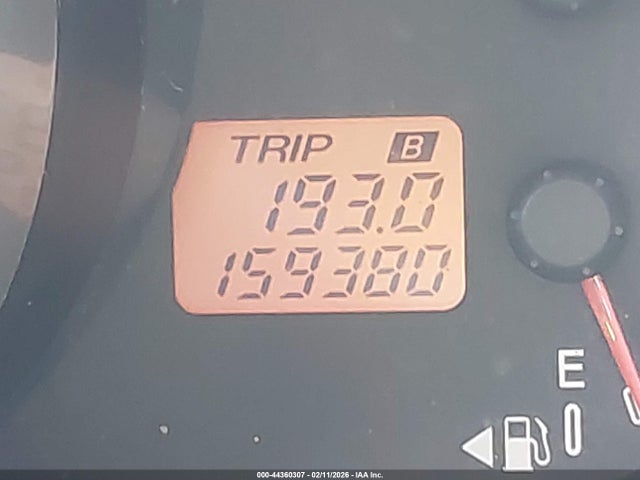 TRIP B
193.0
159380
E
0
000-44360307 - 02/11/2026 - IAA Inc.